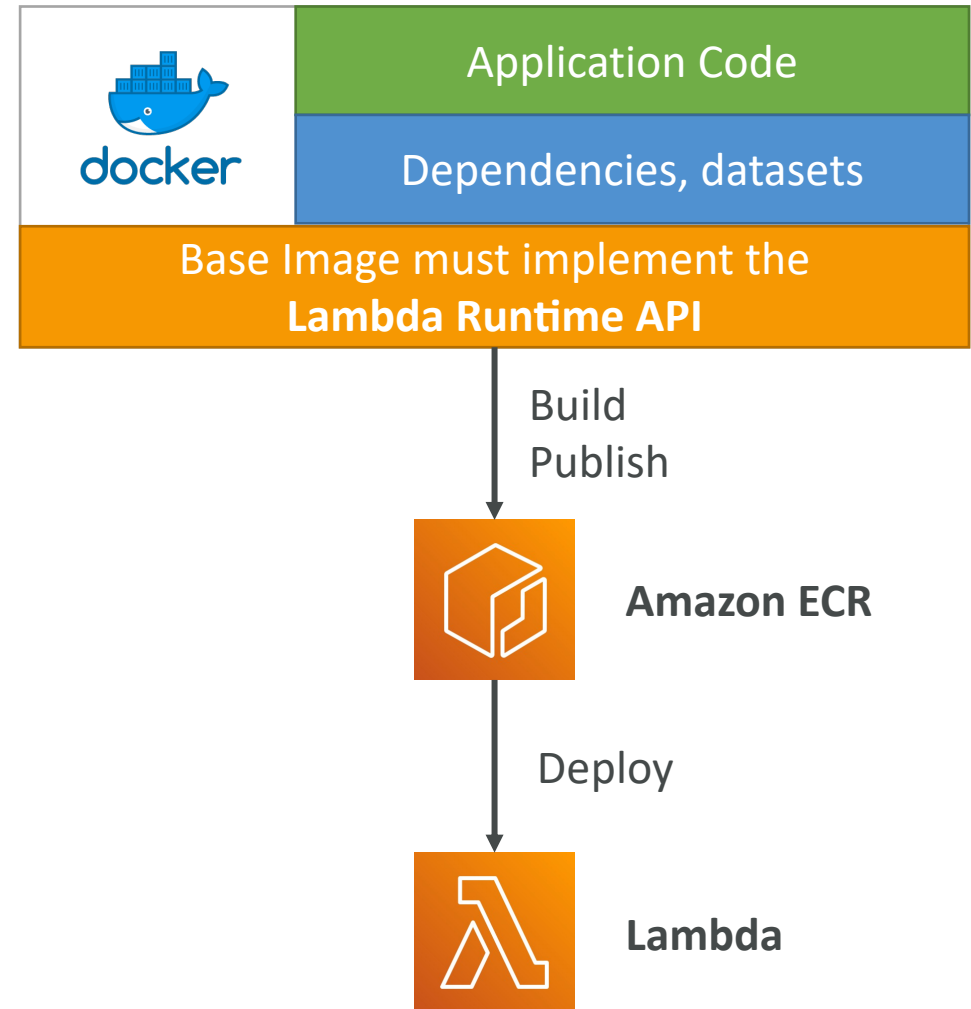 docker
Application Code
Dependencies, datasets
Base Image must implement the
Lambda Runtime API
Build
Publish
Amazon ECR
Deploy
Lambda